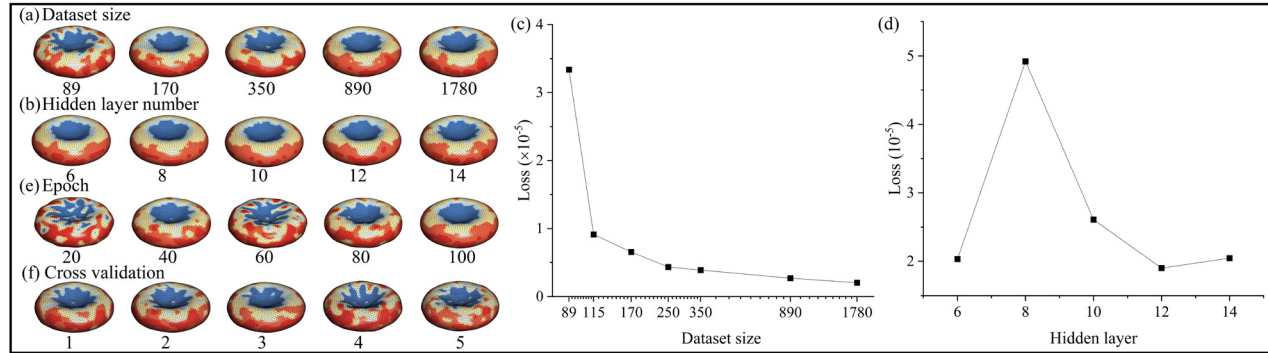 (a) Dataset size
89 170 350 890 1780
(b) Hidden layer number
6 8 10 12 14
(e) Epoch
20 40 60 80 100
(f) Cross validation
1 2 3 4 5
(c)
4
3
2
1
0
Loss (×10⁻⁵)
89 115 170 250 350 890 1780
Dataset size
(d)
5
4
3
2
Loss (10⁻⁵)
6 8 10 12 14
Hidden layer